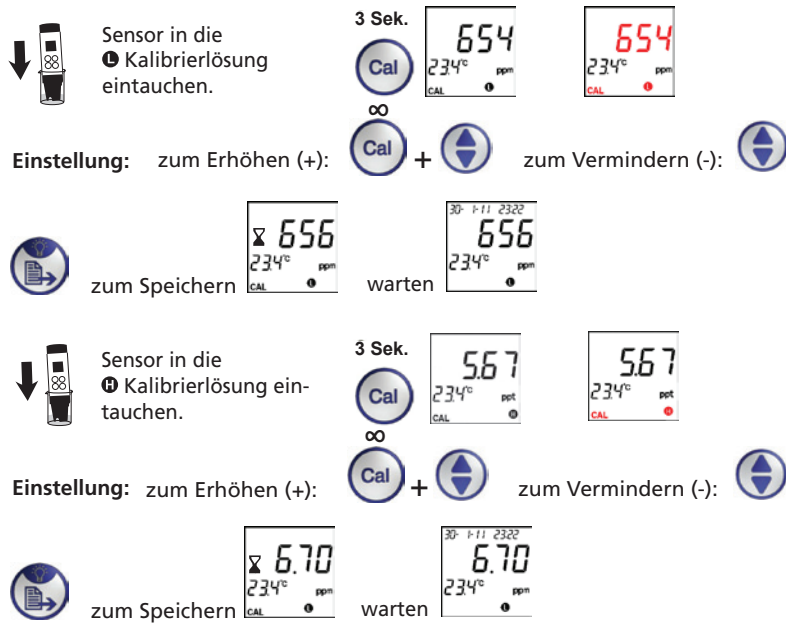 Sensor in die
🅛 Kalibrierlösung
eintauchen.
3 Sek.
Cal
654
23.4°C ppm
CAL L
654
23.4°C ppm
CAL L
∞
Einstellung: zum Erhöhen (+): Cal + zum Vermindern (-):
zum Speichern
656
23.4°C ppm
CAL L
warten
30- 1-11 23:22
656
23.4°C ppm
L
Sensor in die
🅗 Kalibrierlösung ein-
tauchen.
3 Sek.
Cal
5.67
23.4°C ppt
CAL H
5.67
23.4°C ppt
CAL H
∞
Einstellung: zum Erhöhen (+): Cal + zum Vermindern (-):
zum Speichern
6.70
23.4°C ppm
CAL L
warten
30- 1-11 23:22
6.70
23.4°C ppm
L